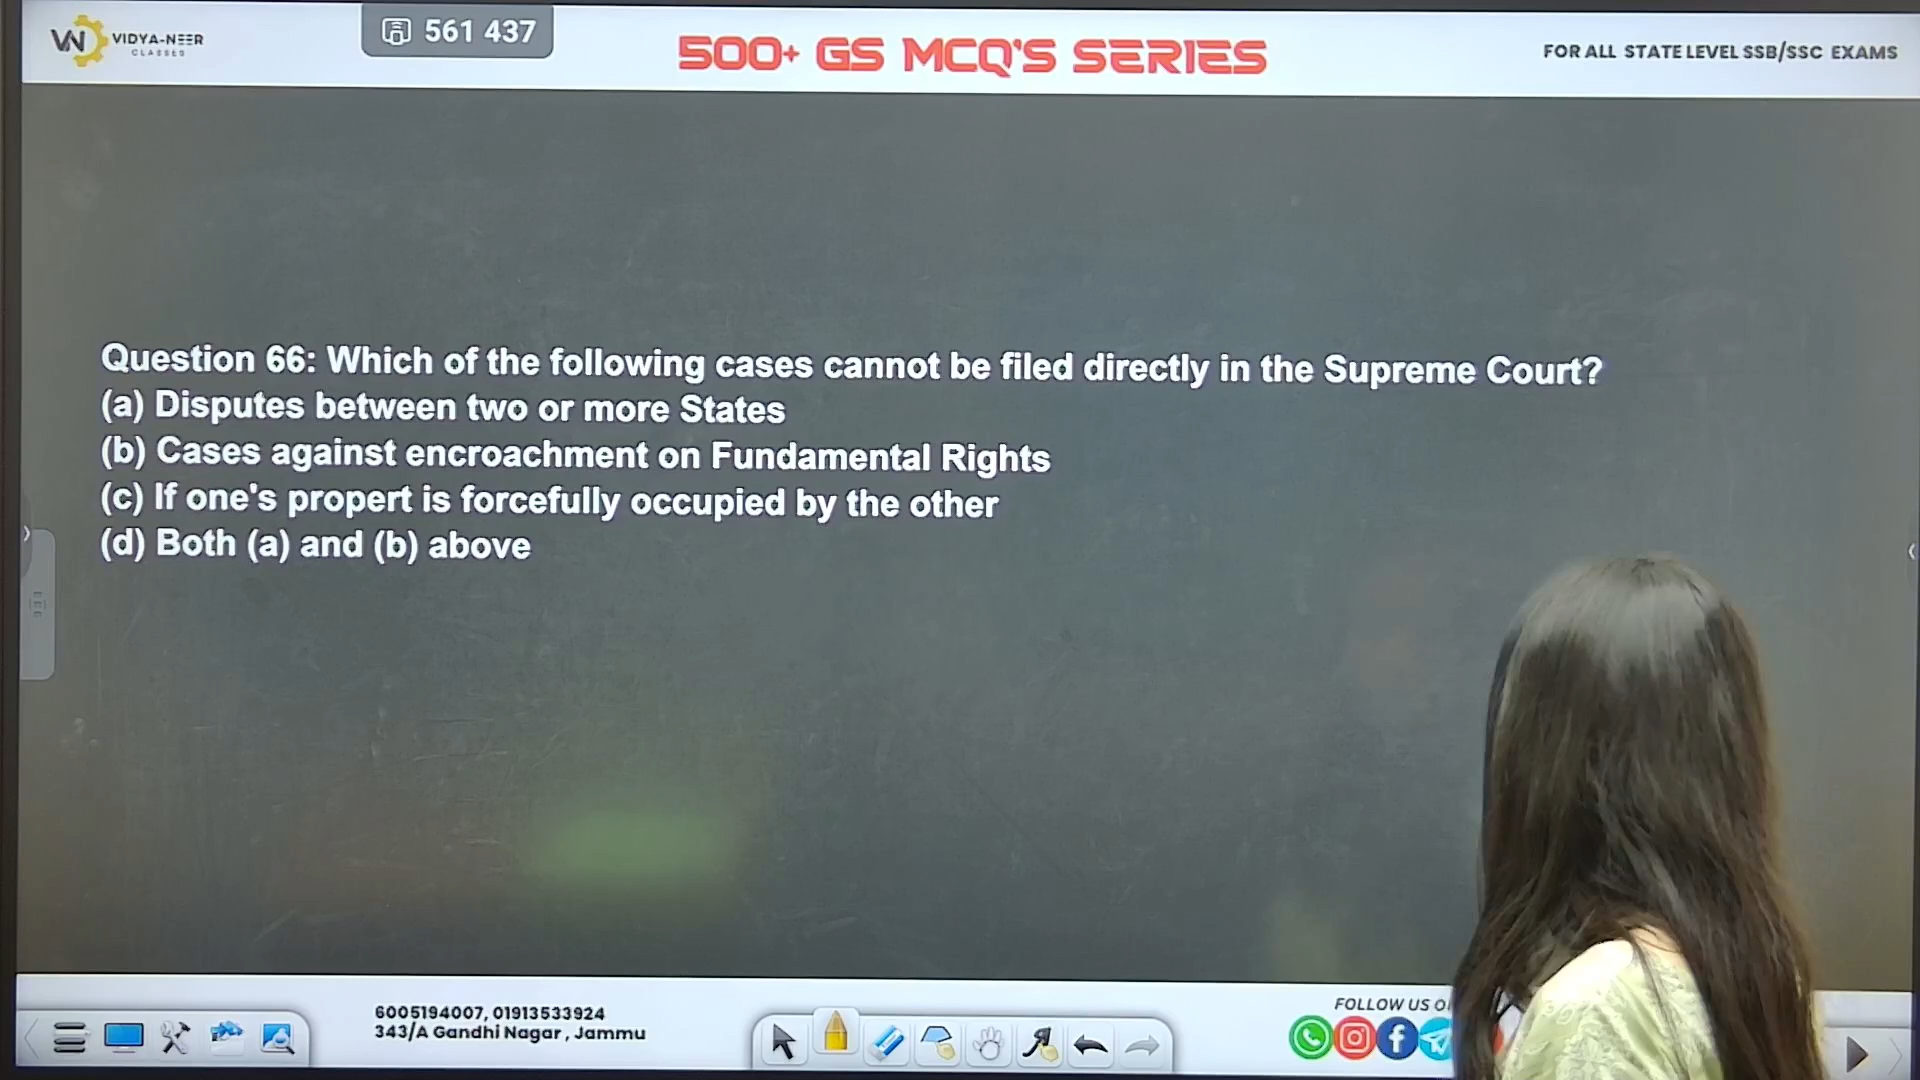 VN VIDYA-NEER
CLASSES
561 437
500+ GS MCQ'S SERIES
FOR ALL STATE LEVEL SSB/SSC EXAMS
Question 66: Which of the following cases cannot be filed directly in the Supreme Court?
(a) Disputes between two or more States
(b) Cases against encroachment on Fundamental Rights
(c) If one's propert is forcefully occupied by the other
(d) Both (a) and (b) above
6005194007, 01913533924
343/A Gandhi Nagar, Jammu
FOLLOW US